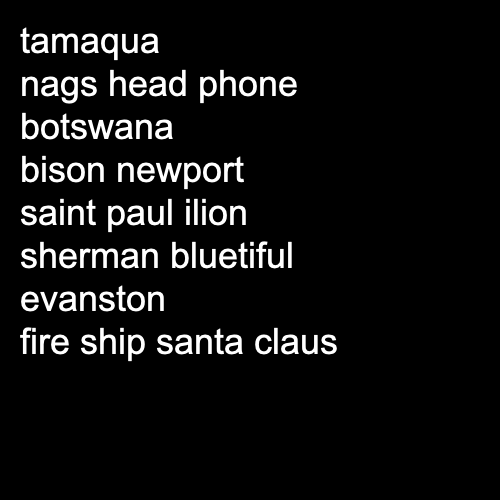 tamaqua
nags head phone
botswana
bison newport
saint paul ilion
sherman bluetiful
evanston
fire ship santa claus